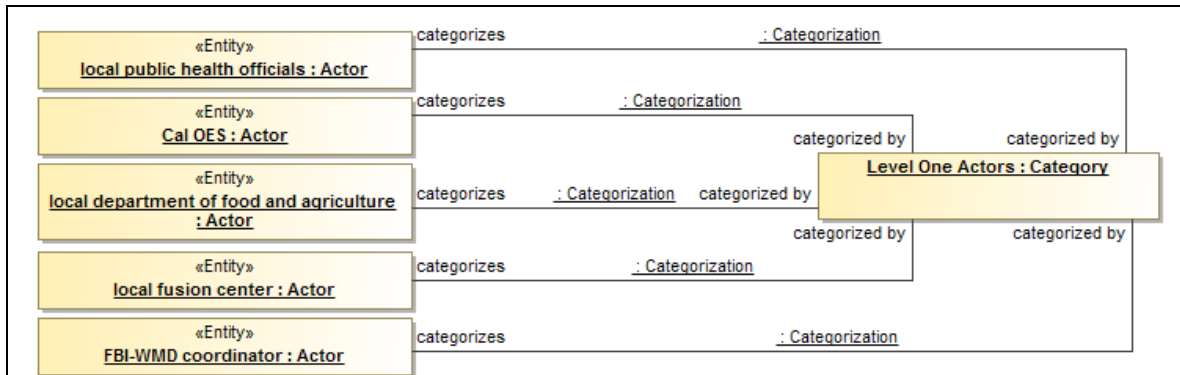 «Entity»
local public health officials : Actor
categorizes
: Categorization
«Entity»
Cal OES : Actor
categorizes
: Categorization
categorized by
categorized by
Level One Actors : Category
«Entity»
local department of food and agriculture
: Actor
categorizes
: Categorization
categorized by
categorized by
categorized by
«Entity»
local fusion center : Actor
categorizes
: Categorization
«Entity»
FBI-WMD coordinator : Actor
categorizes
: Categorization